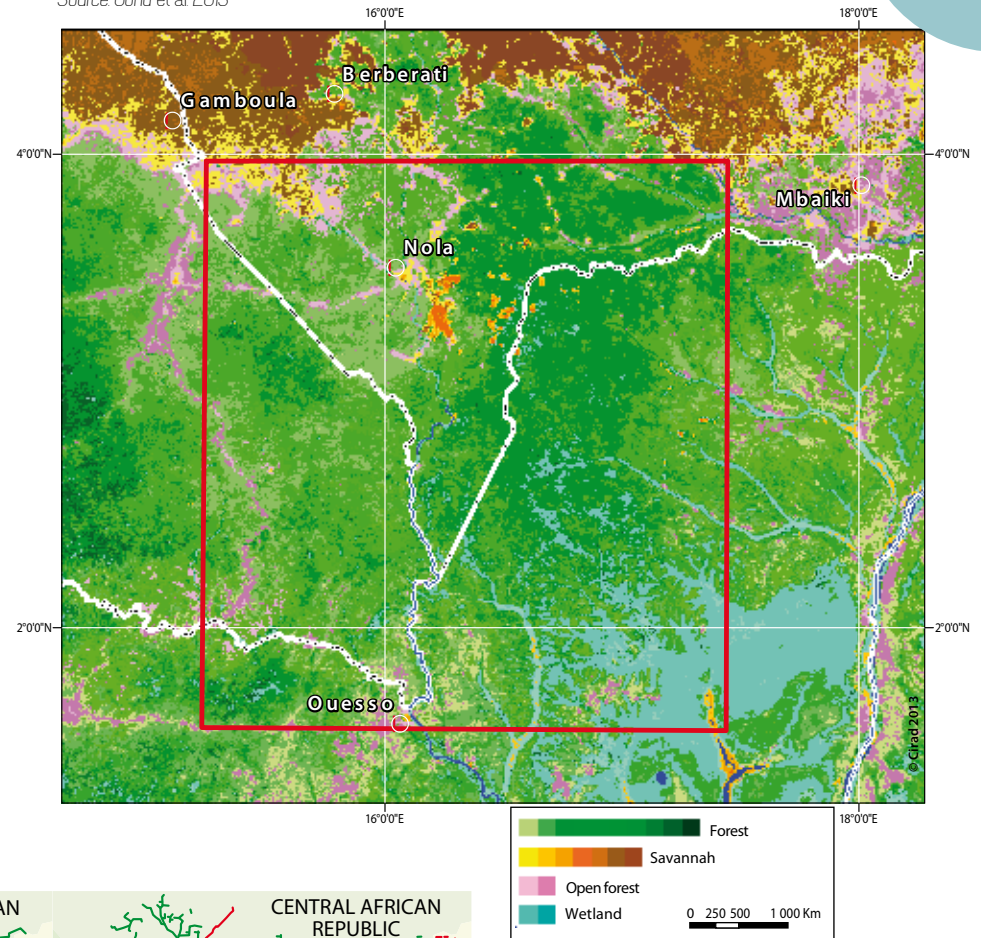 16°0'0"E
18°0'0"E
Berberati
Gamboula
4°0'0"N
4°0'0"N
Mbaiki
Nola
2°0'0"N
2°0'0"N
Ouesso
© Cirad 2013
16°0'0"E
18°0'0"E
Forest
Savannah
Open forest
Wetland
0 250 500 1 000 Km
AN
CENTRAL AFRICAN
REPUBLIC